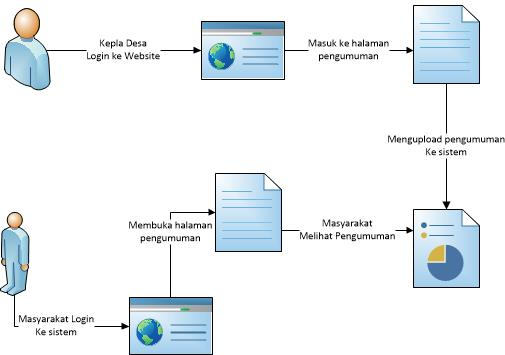 Kepla Desa
Login ke Website
Masuk ke halaman
pengumuman
Mengupload pengumuman
Ke sistem
Membuka halaman
pengumuman
Masyarakat
Melihat Pengumuman
Masyarakat Login
Ke sistem